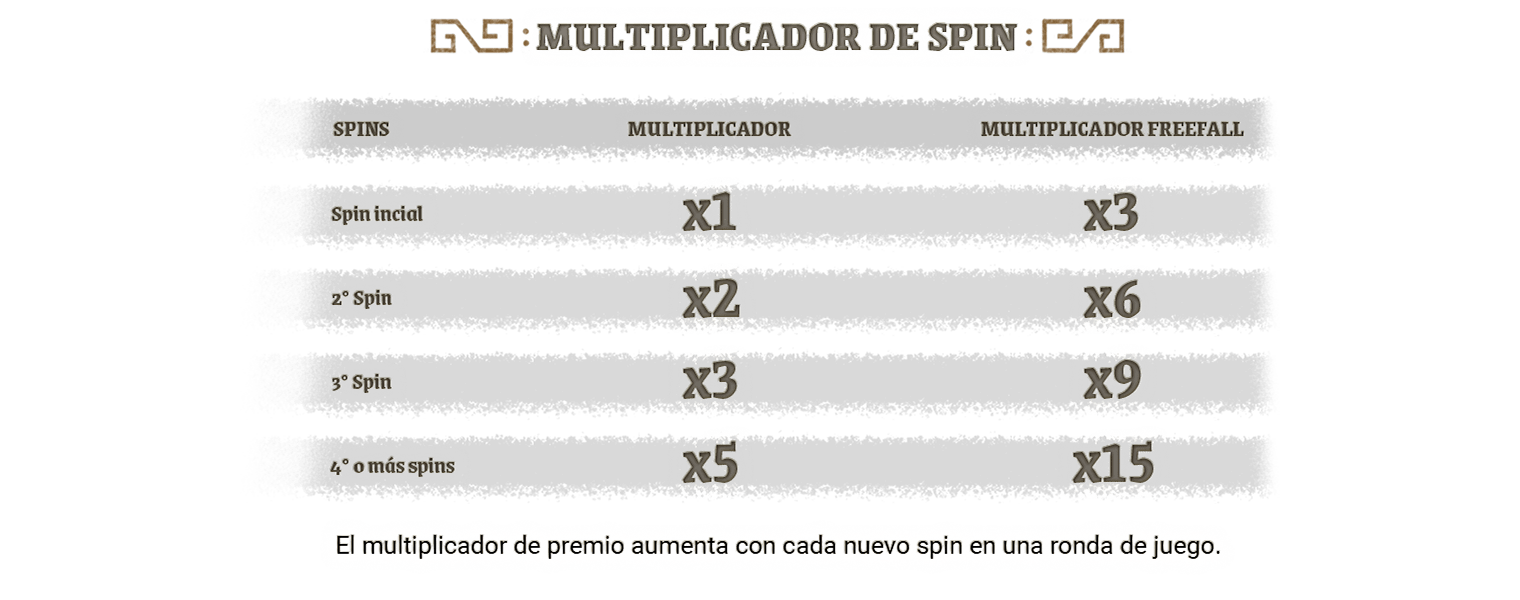 : MULTIPLICADOR DE SPIN :
SPINS MULTIPLICADOR MULTIPLICADOR FREEFALL
Spin incial x1 x3
2° Spin x2 x6
3° Spin x3 x9
4° o más spins x5 x15
El multiplicador de premio aumenta con cada nuevo spin en una ronda de juego.